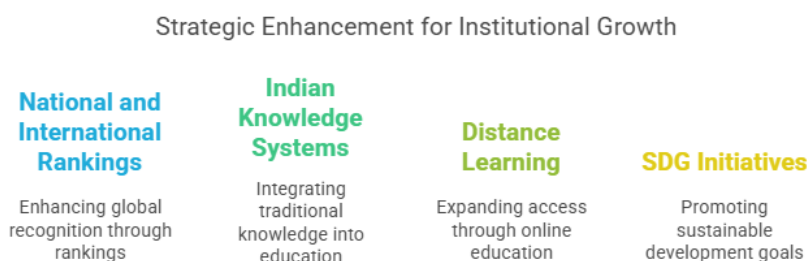 Strategic Enhancement for Institutional Growth
National and
International
Rankings
Enhancing global
recognition through
rankings
Indian
Knowledge
Systems
Integrating
traditional
knowledge into
education
Distance
Learning
Expanding access
through online
education
SDG Initiatives
Promoting
sustainable
development goals